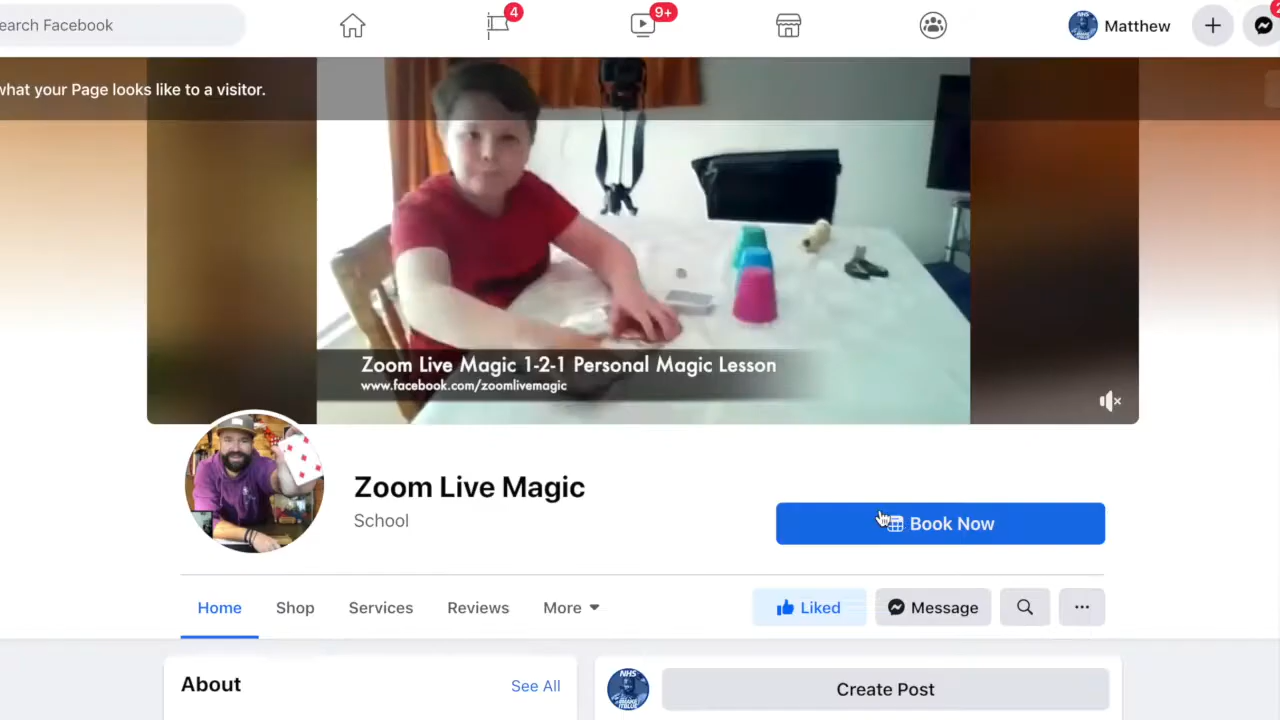 earch Facebook
4
9+
Matthew
what your Page looks like to a visitor.
Zoom Live Magic 1-2-1 Personal Magic Lesson
www.facebook.com/zoomlivemagic
Zoom Live Magic
School
Book Now
Home
Shop
Services
Reviews
More
Liked
Message
About
See All
NHS
Create Post